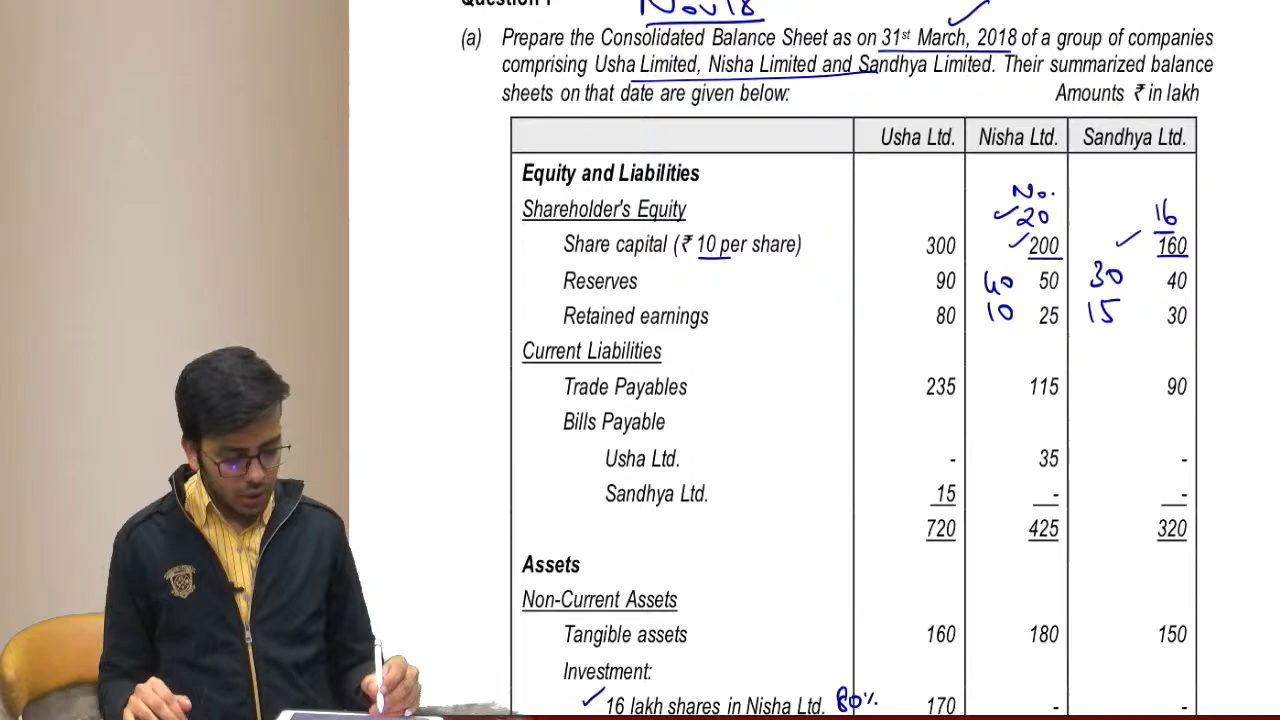 Question 1 Nov 18
(a) Prepare the Consolidated Balance Sheet as on 31st March, 2018 of a group of companies
comprising Usha Limited, Nisha Limited and Sandhya Limited. Their summarized balance
sheets on that date are given below: Amounts ₹ in lakh
Usha Ltd. Nisha Ltd. Sandhya Ltd.
Equity and Liabilities
No.
Shareholder's Equity 20 16
Share capital (₹ 10 per share) 300 200 160
Reserves 90 40 50 30 40
Retained earnings 80 10 25 15 30
Current Liabilities
Trade Payables 235 115 90
Bills Payable
Usha Ltd. - 35 -
Sandhya Ltd. 15 - -
720 425 320
Assets
Non-Current Assets
Tangible assets 160 180 150
Investment:
16 lakh shares in Nisha Ltd. 80% 170 - -